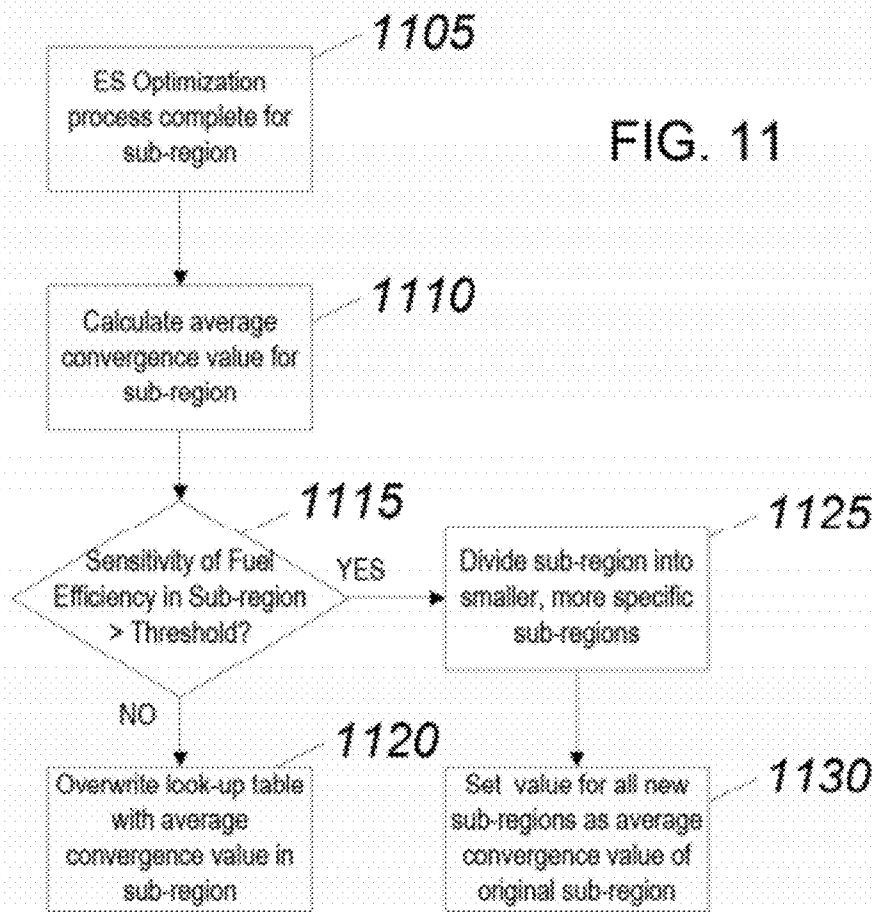 1105
ES Optimization
process complete for
sub-region
FIG. 11
1110
Calculate average
convergence value for
sub-region
1115
Sensitivity of Fuel
Efficiency in Sub-region
> Threshold?
YES
1125
Divide sub-region into
smaller, more specific
sub-regions
NO
1120
Overwrite look-up table
with average
convergence value in
sub-region
1130
Set value for all new
sub-regions as average
convergence value of
original sub-region